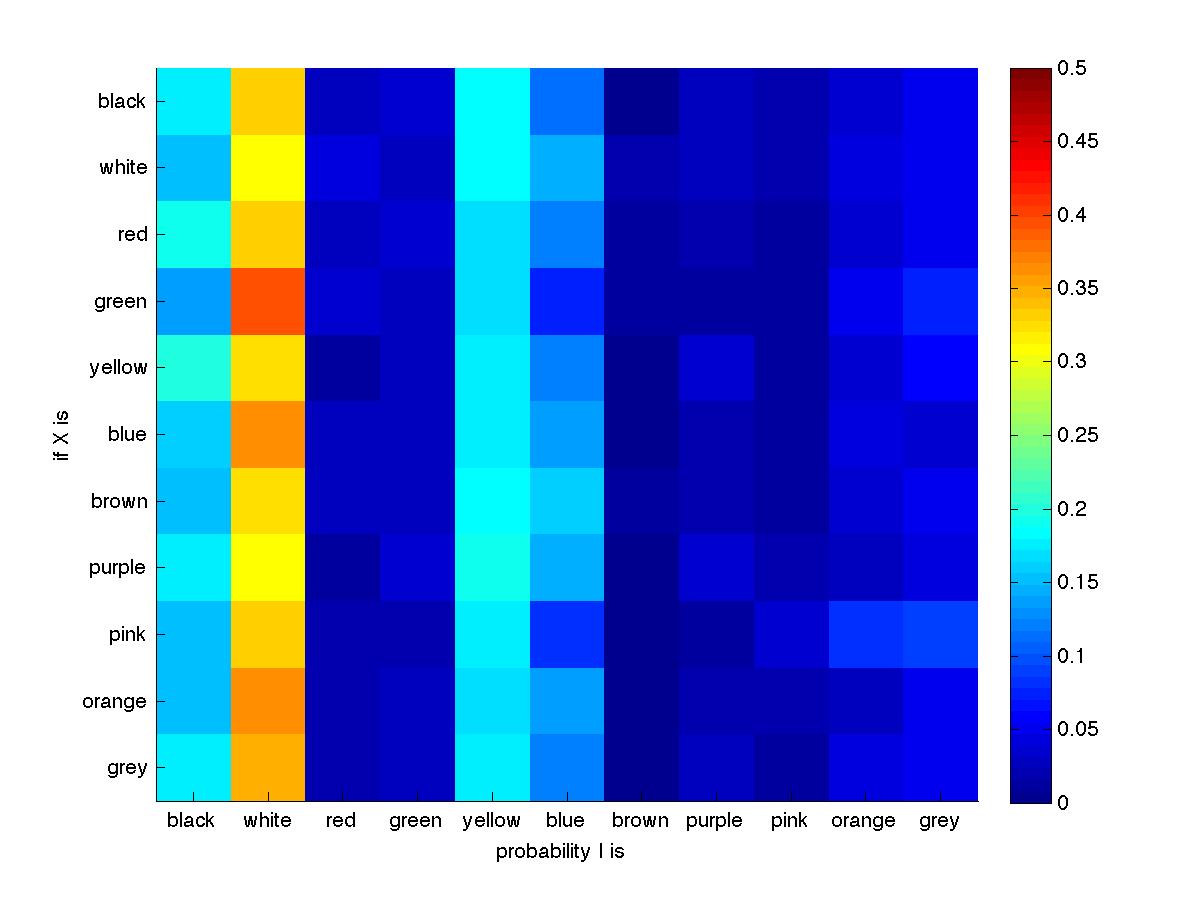 0.5
black
0.45
white
0.4
red
0.35
green
0.3
yellow
0.25
if X is
blue
0.2
brown
0.15
purple
0.1
pink
0.05
orange
grey
0
black white red green yellow blue brown purple pink orange grey
probability I is